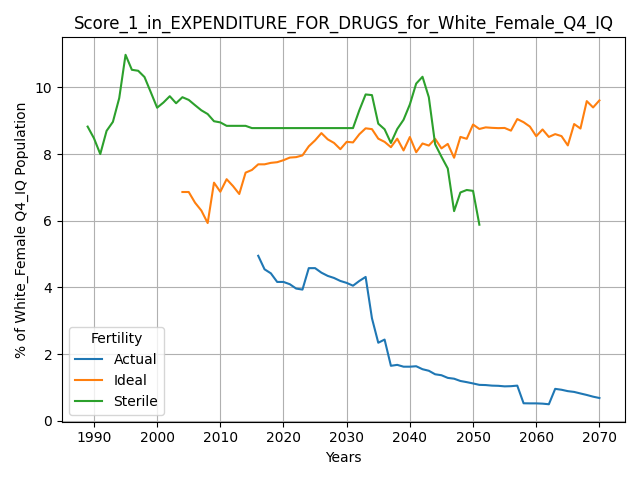 Score_1_in_EXPENDITURE_FOR_DRUGS_for_White_Female_Q4_IQ
% of White_Female Q4_IQ Population
10
8
6
4
2
0
Fertility
Actual
Ideal
Sterile
1990 2000 2010 2020 2030 2040 2050 2060 2070
Years